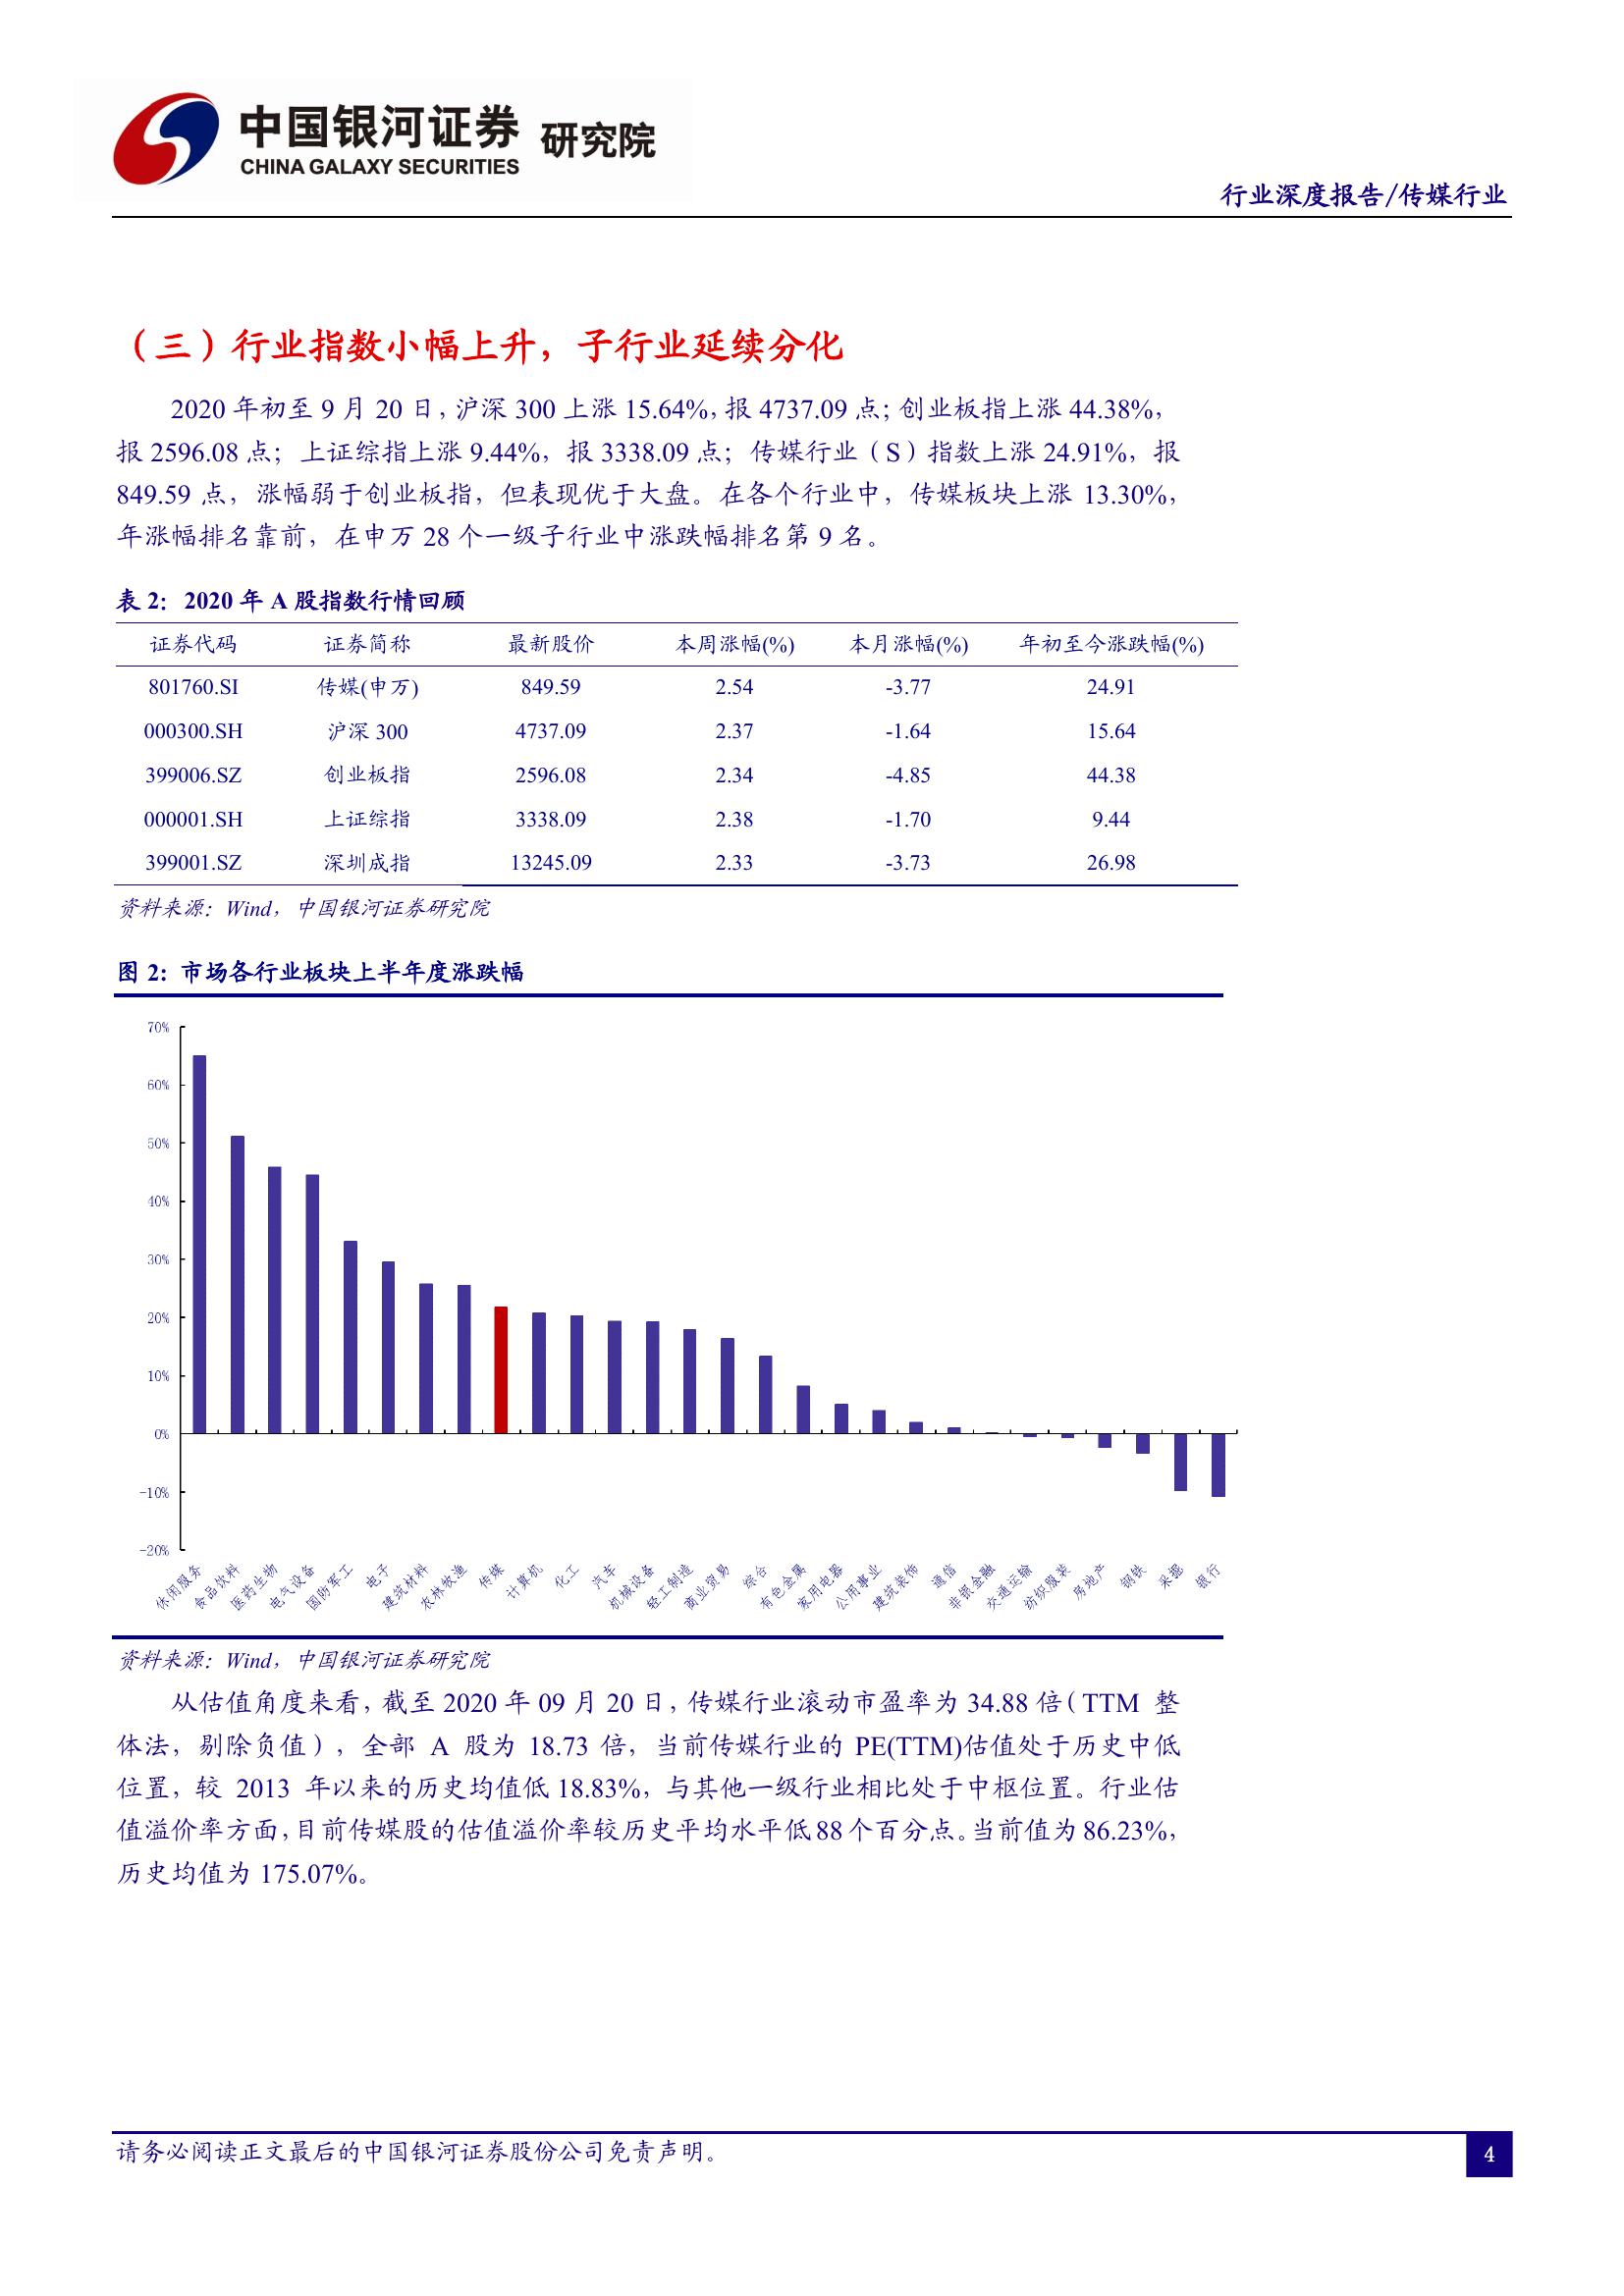 中国银河证券 研究院
CHINA GALAXY SECURITIES
行业深度报告/传媒行业
（三）行业指数小幅上升，子行业延续分化
2020 年初至 9 月 20 日，沪深 300 上涨 15.64%，报 4737.09 点；创业板指上涨 44.38%，
报 2596.08 点；上证综指上涨 9.44%，报 3338.09 点；传媒行业（S）指数上涨 24.91%，报
849.59 点，涨幅弱于创业板指，但表现优于大盘。在各个行业中，传媒板块上涨 13.30%，
年涨幅排名靠前，在申万 28 个一级子行业中涨跌幅排名第 9 名。
表 2：2020 年 A 股指数行情回顾
证券代码 证券简称 最新股价 本周涨幅(%) 本月涨幅(%) 年初至今涨跌幅(%)
801760.SI 传媒(申万) 849.59 2.54 -3.77 24.91
000300.SH 沪深 300 4737.09 2.37 -1.64 15.64
399006.SZ 创业板指 2596.08 2.34 -4.85 44.38
000001.SH 上证综指 3338.09 2.38 -1.70 9.44
399001.SZ 深圳成指 13245.09 2.33 -3.73 26.98
资料来源：Wind，中国银河证券研究院
图 2：市场各行业板块上半年度涨跌幅
70%
60%
50%
40%
30%
20%
10%
0%
-10%
-20%
休闲服务 食品饮料 医药生物 电气设备 国防军工 电子 建筑材料 农林牧渔 传媒 计算机 化工 汽车 机械设备 轻工制造 商业贸易 综合 有色金属 家用电器 公用事业 建筑装饰 通信 非银金融 交通运输 纺织服装 房地产 钢铁 采掘 银行
资料来源：Wind，中国银河证券研究院
从估值角度来看，截至 2020 年 09 月 20 日，传媒行业滚动市盈率为 34.88 倍（TTM 整
体法，剔除负值），全部 A 股为 18.73 倍，当前传媒行业的 PE(TTM)估值处于历史中低
位置，较 2013 年以来的历史均值低 18.83%，与其他一级行业相比处于中枢位置。行业估
值溢价率方面，目前传媒股的估值溢价率较历史平均水平低 88 个百分点。当前值为 86.23%，
历史均值为 175.07%。
请务必阅读正文最后的中国银河证券股份公司免责声明。
4